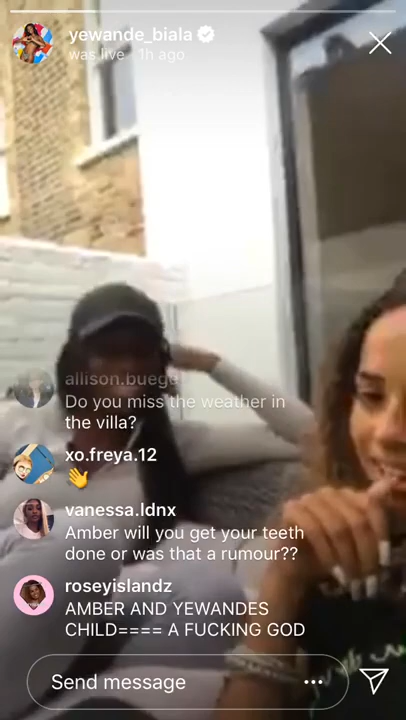 yewande_biala
was live · 1h ago
allison.buege
Do you miss the weather in
the villa?
xo.freya.12
👋
vanessa.ldnx
Amber will you get your teeth
done or was that a rumour??
roseyislandz
AMBER AND YEWANDES
CHILD==== A FUCKING GOD
Send message